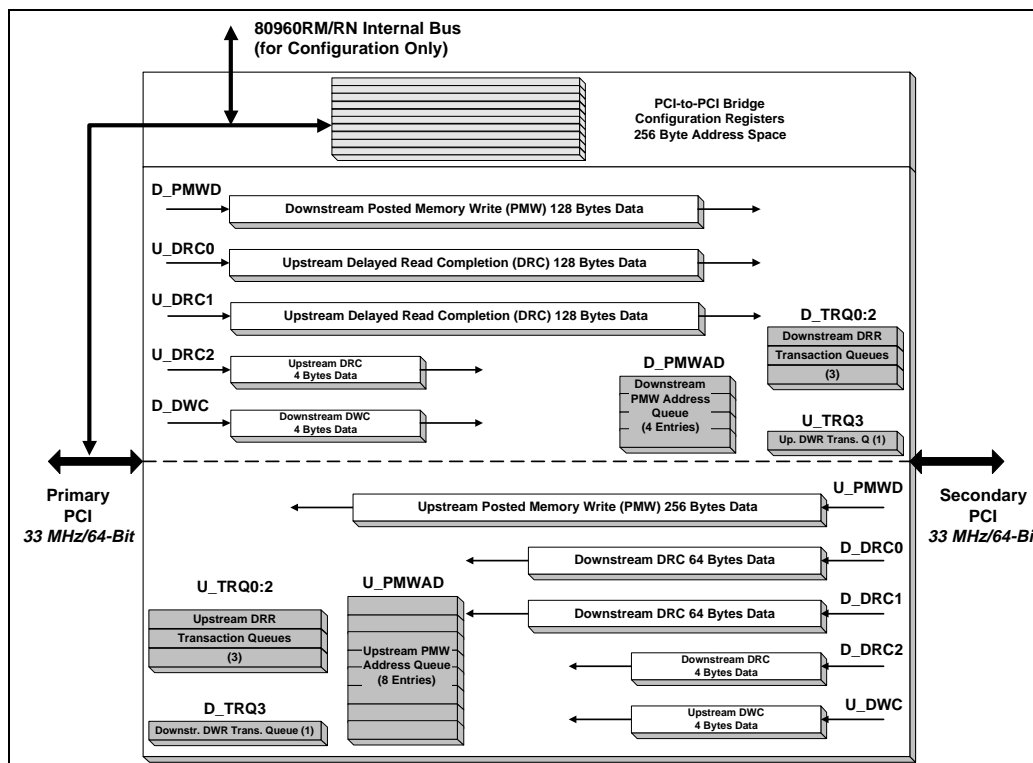 80960RM/RN Internal Bus
(for Configuration Only)
PCI-to-PCI Bridge
Configuration Registers
256 Byte Address Space
D_PMWD
Downstream Posted Memory Write (PMW) 128 Bytes Data
U_DRC0
Upstream Delayed Read Completion (DRC) 128 Bytes Data
U_DRC1
Upstream Delayed Read Completion (DRC) 128 Bytes Data
D_TRQ0:2
Downstream DRR
Transaction Queues
(3)
U_DRC2
Upstream DRC
4 Bytes Data
D_PMWAD
Downstream
PMW Address
Queue
(4 Entries)
D_DWC
Downstream DWC
4 Bytes Data
U_TRQ3
Up. DWR Trans. Q (1)
Primary
PCI
33 MHz/64-Bit
Secondary
PCI
33 MHz/64-Bi
U_PMWD
Upstream Posted Memory Write (PMW) 256 Bytes Data
D_DRC0
Downstream DRC 64 Bytes Data
U_TRQ0:2
Upstream DRR
Transaction Queues
(3)
U_PMWAD
Upstream PMW
Address Queue
(8 Entries)
D_DRC1
Downstream DRC 64 Bytes Data
D_DRC2
Downstream DRC
4 Bytes Data
D_TRQ3
Downstr. DWR Trans. Queue (1)
U_DWC
Upstream DWC
4 Bytes Data